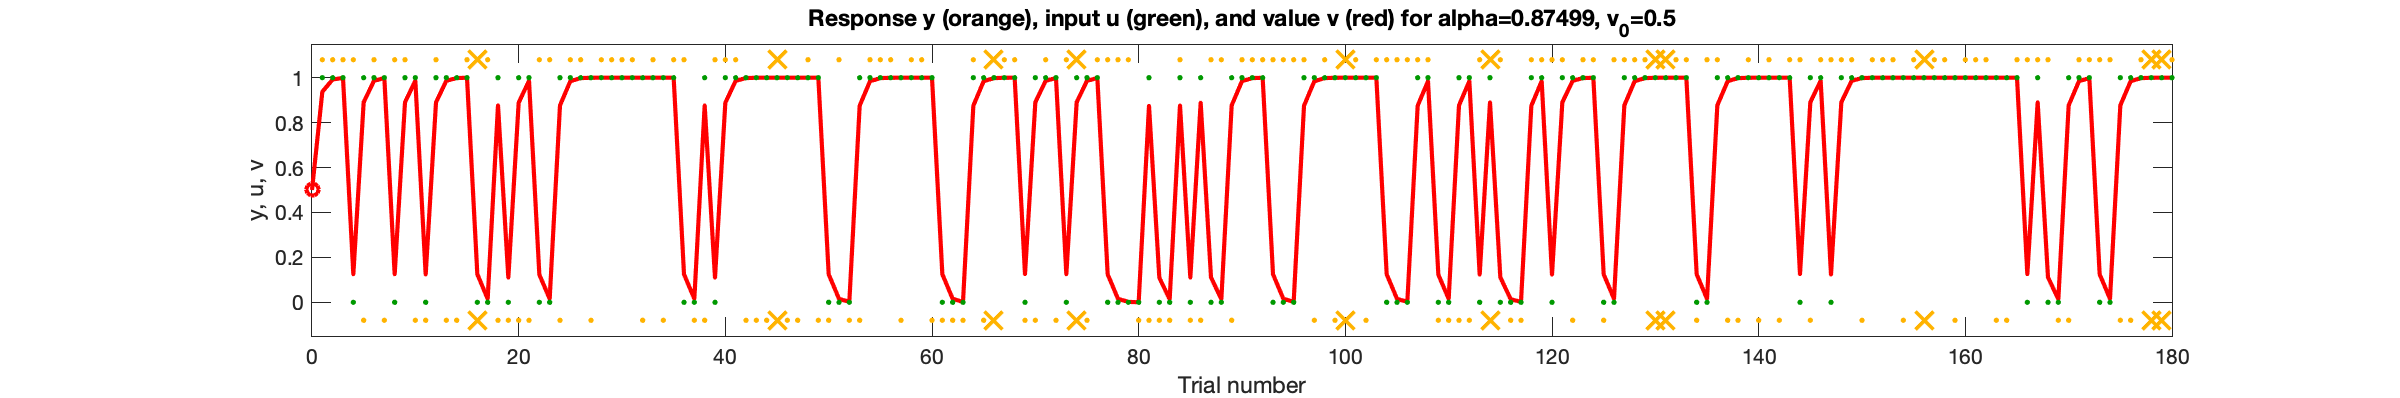 Response y (orange), input u (green), and value v (red) for alpha=0.87499, v_0=0.5
y, u, v
1
0.8
0.6
0.4
0.2
0
0 20 40 60 80 100 120 140 160 180
Trial number